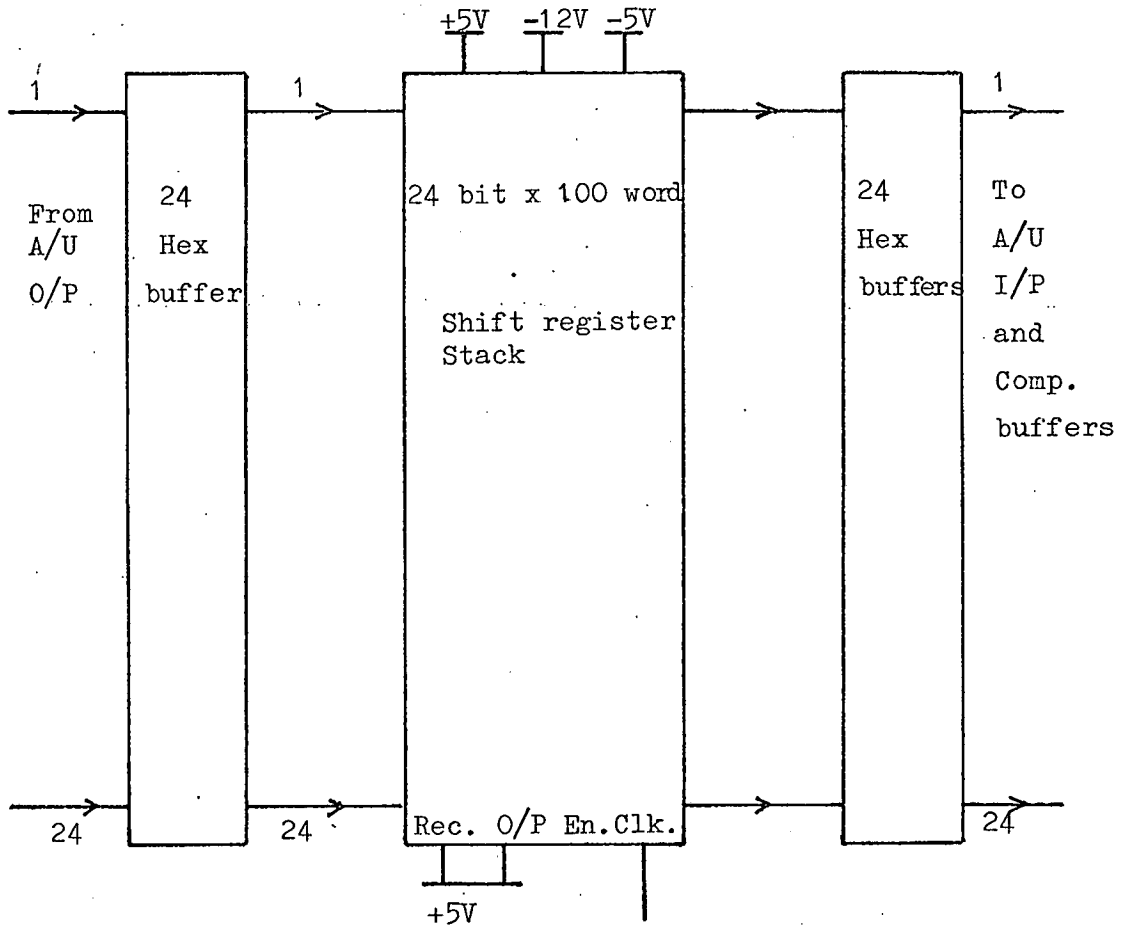 +5V -12V -5V
1
1
1
From
A/U
O/P
24
Hex
buffer
24 bit x 100 word
Shift register
Stack
24
Hex
buffers
To
A/U
I/P
and
Comp.
buffers
24
24
Rec. O/P En. Clk.
24
+5V